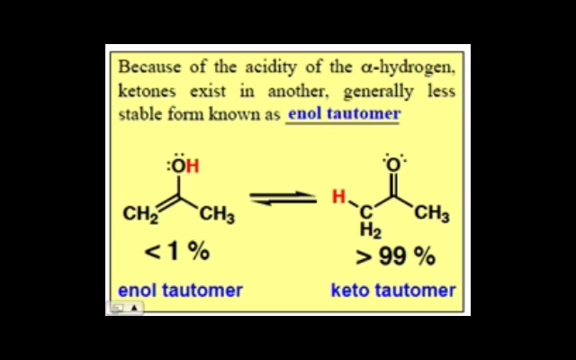 Because of the acidity of the α-hydrogen,
ketones exist in another, generally less
stable form known as enol tautomer
:ÖH
O
CH2
CH3
H
C
H2
CH3
< 1 %
> 99 %
enol tautomer
keto tautomer